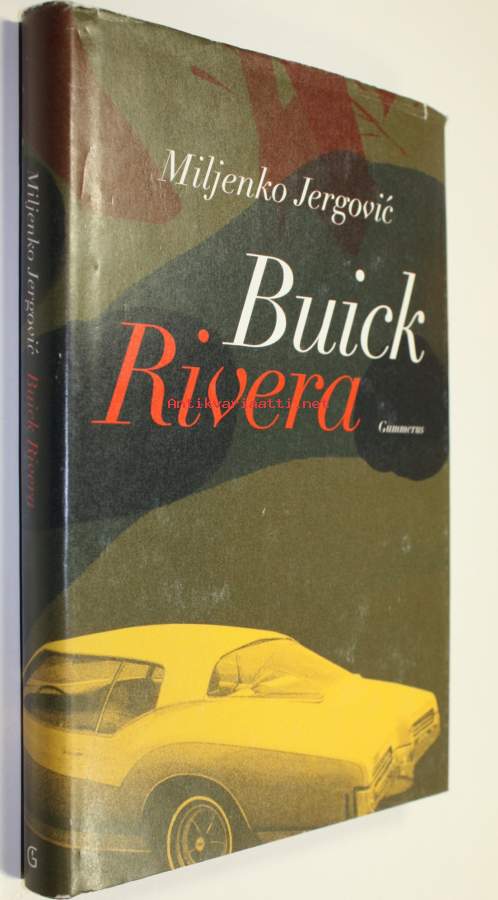 Miljenko Jergović
Buick
Rivera
Antikvariaatti.net
Gummerus
Miljenko Jergović Buick Rivera
G